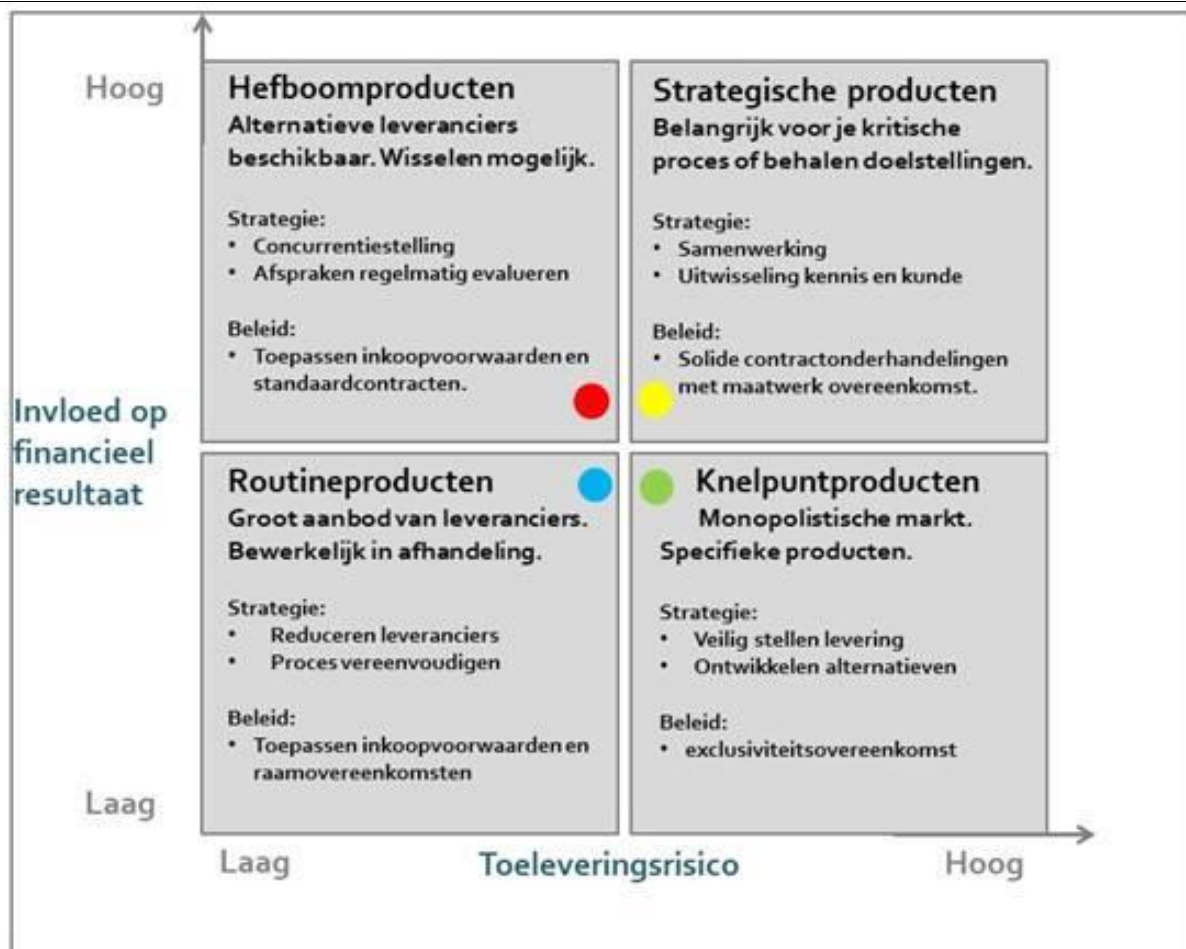 Hoog
Hefboomproducten
Alternatieve leveranciers
beschikbaar. Wisselen mogelijk.
Strategie:
• Concurrentiestelling
• Afspraken regelmatig evalueren
Beleid:
• Toepassen inkoopvoorwaarden en
standaardcontracten.
Strategische producten
Belangrijk voor je kritische
proces of behalen doelstellingen.
Strategie:
• Samenwerking
• Uitwisseling kennis en kunde
Beleid:
• Solide contractonderhandelingen
met maatwerk overeenkomst.
Invloed op
financieel
resultaat
Routineproducten
Groot aanbod van leveranciers.
Bewerkelijk in afhandeling.
Strategie:
• Reduceren leveranciers
• Proces vereenvoudigen
Beleid:
• Toepassen inkoopvoorwaarden en
raamovereenkomsten
Knelpuntproducten
Monopolistische markt.
Specifieke producten.
Strategie:
• Veilig stellen levering
• Ontwikkelen alternatieven
Beleid:
• exclusiviteitsovereenkomst
Laag
Laag
Toeleveringsrisico
Hoog